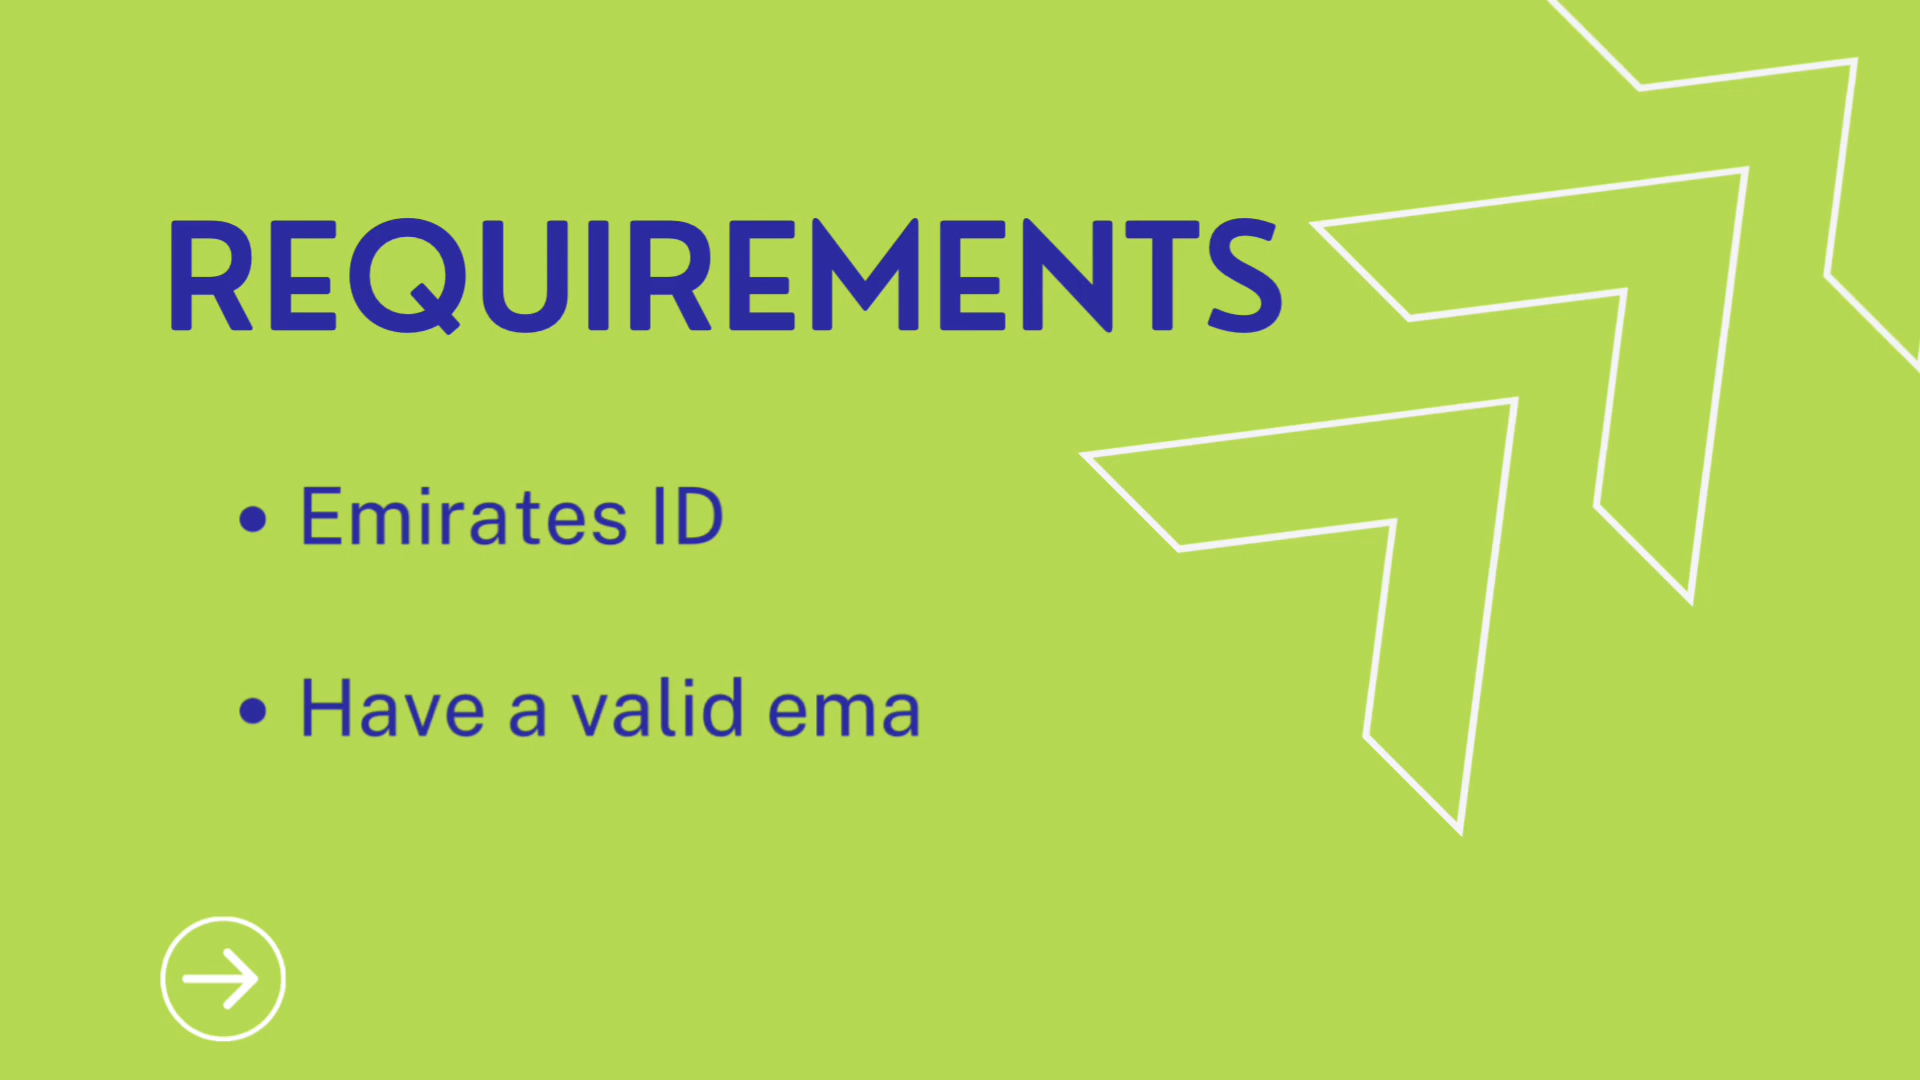 REQUIREMENTS
• Emirates ID
• Have a valid ema